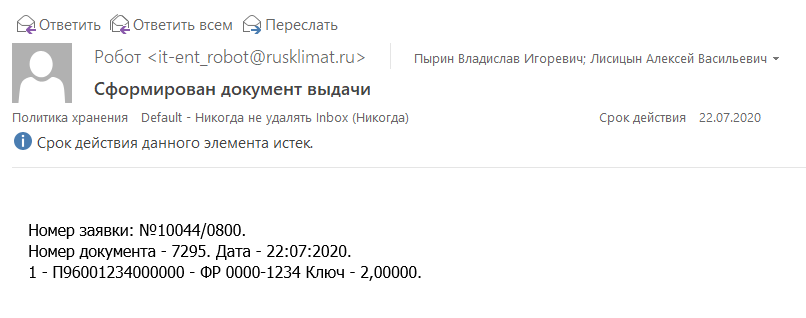 Ответить Ответить всем Переслать
Робот <it-ent_robot@rusklimat.ru> Пырин Владислав Игоревич; Лисицын Алексей Васильевич
Сформирован документ выдачи
Политика хранения Default - Никогда не удалять Inbox (Никогда) Срок действия 22.07.2020
Срок действия данного элемента истек.
Номер заявки: №10044/0800.
Номер документа - 7295. Дата - 22:07:2020.
1 - П96001234000000 - ФР 0000-1234 Ключ - 2,00000.